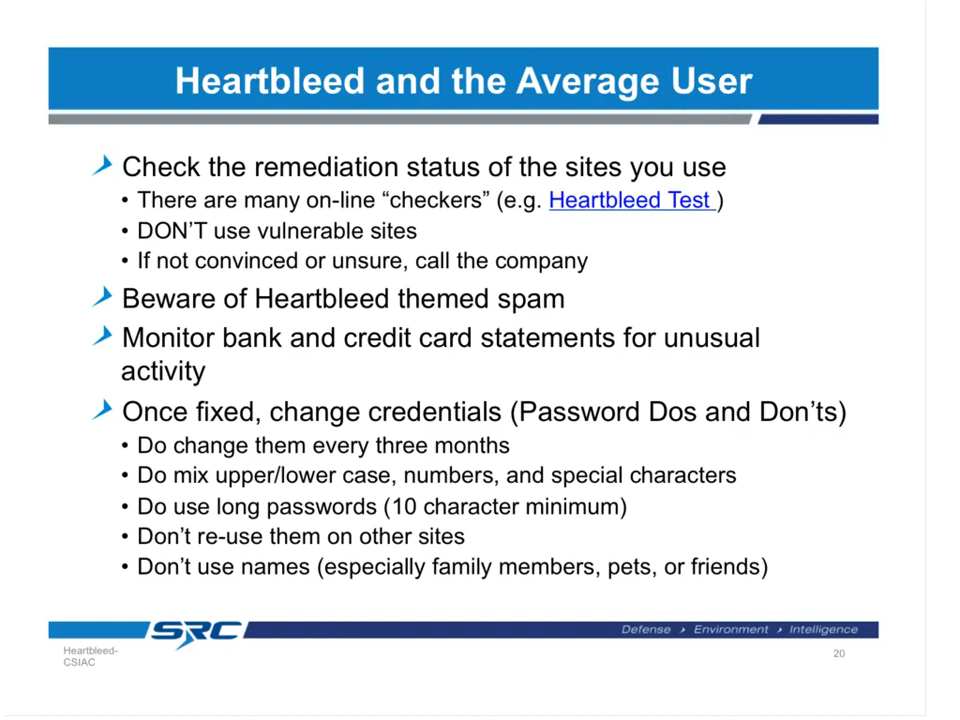 Heartbleed and the Average User
Check the remediation status of the sites you use
• There are many on-line “checkers” (e.g. Heartbleed Test )
• DON’T use vulnerable sites
• If not convinced or unsure, call the company
Beware of Heartbleed themed spam
Monitor bank and credit card statements for unusual
activity
Once fixed, change credentials (Password Dos and Don’ts)
• Do change them every three months
• Do mix upper/lower case, numbers, and special characters
• Do use long passwords (10 character minimum)
• Don’t re-use them on other sites
• Don’t use names (especially family members, pets, or friends)
SRC
Defense › Environment › Intelligence
Heartbleed-
CSIAC
20